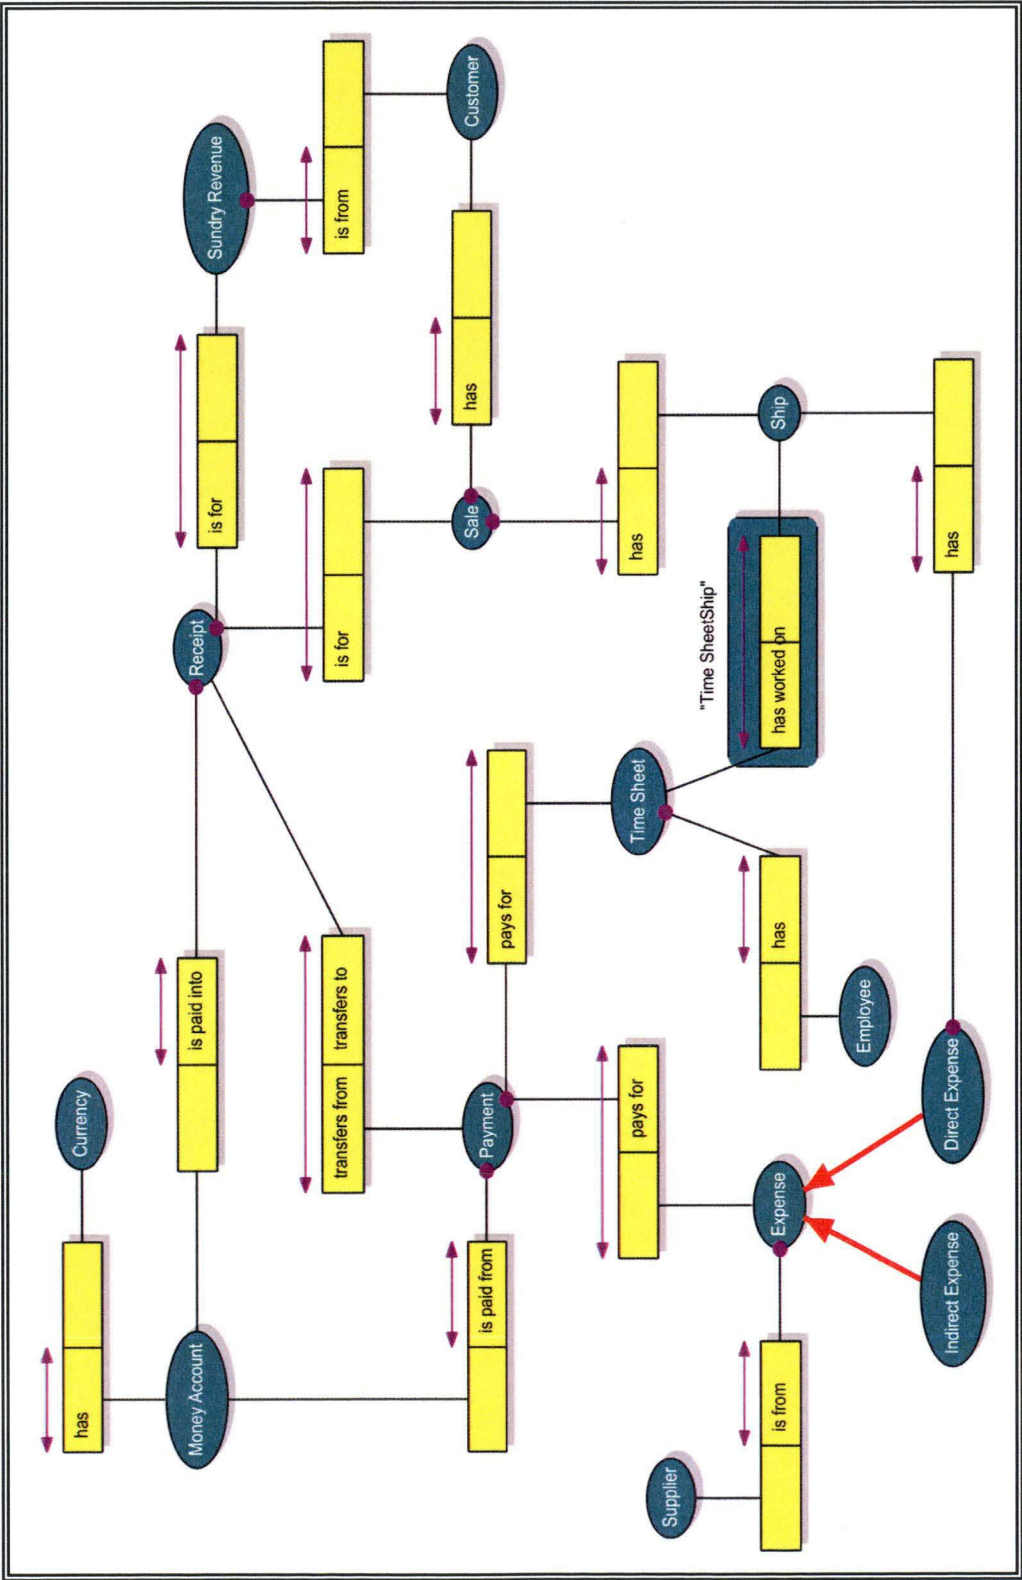 has
Currency
Money Account
is paid into
Receipt
is for
Sundry Revenue
transfers from
transfers to
is for
is from
is paid from
Payment
pays for
Sale
has
Customer
Supplier
pays for
Time Sheet
has
"Time SheetShip"
is from
Expense
has
has worked on
Ship
Employee
Indirect Expense
Direct Expense
has